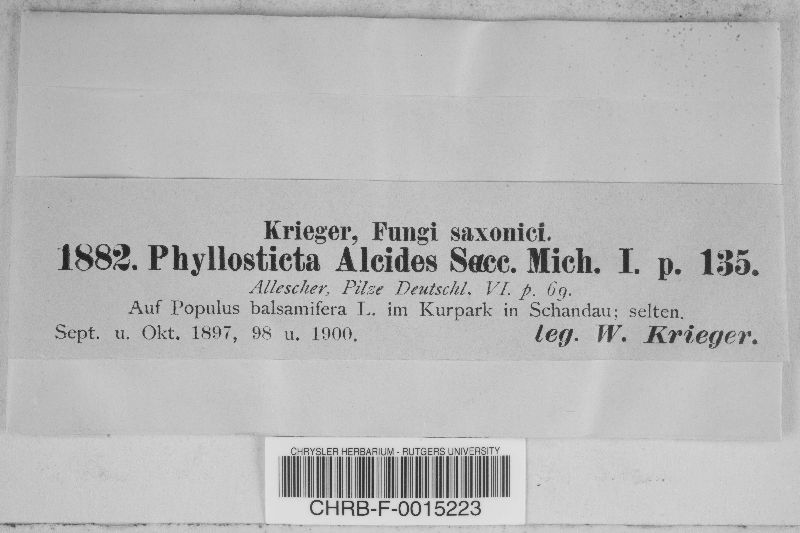 Krieger, Fungi saxonici.
1882. Phyllosticta Alcides Sacc. Mich. I. p. 135.
Allescher, Pilze Deutschl. VI. p. 69.
Auf Populus balsamifera L. im Kurpark in Schandau; selten.
Sept. u. Okt. 1897, 98 u. 1900. leg. W. Krieger.
CHRYSLER HERBARIUM - RUTGERS UNIVERSITY
CHRB-F-0015223